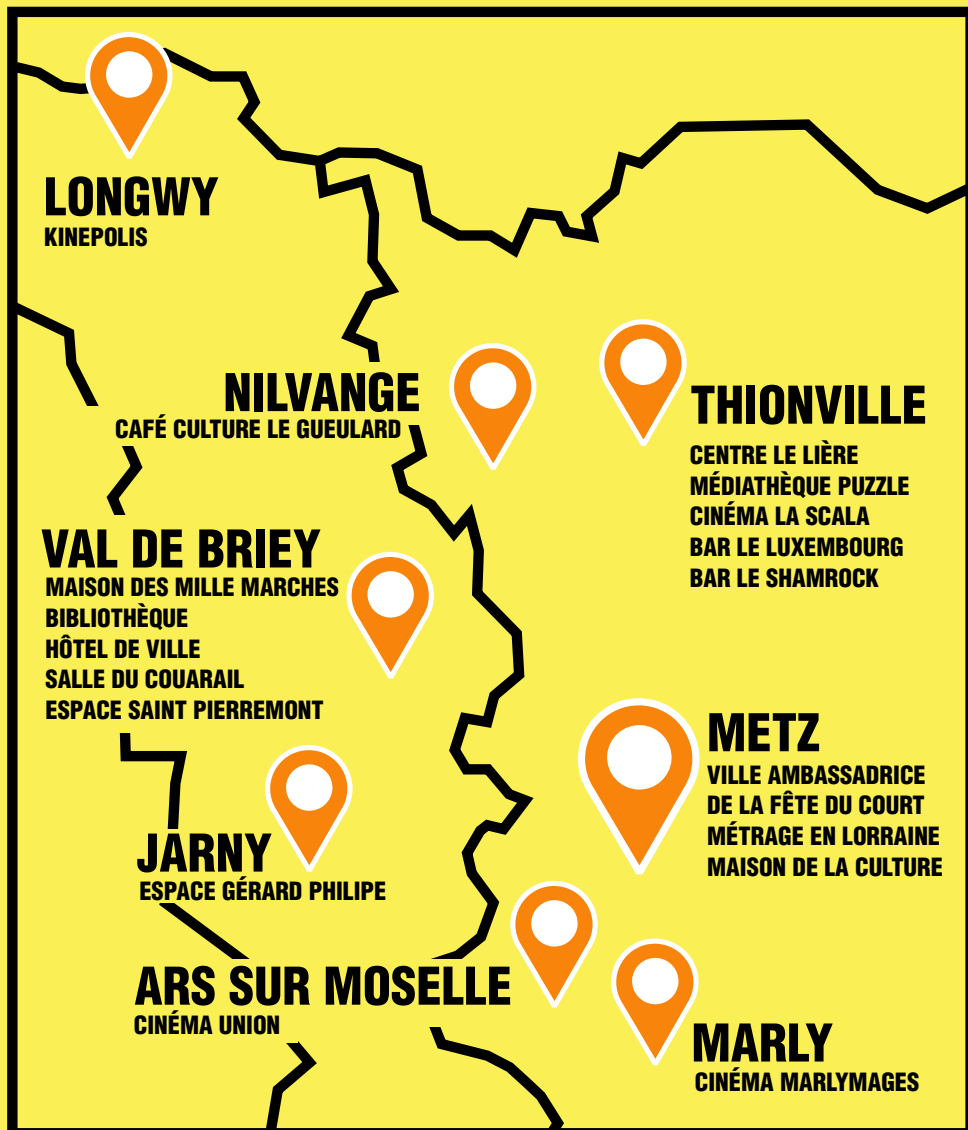 LONGWY
KINEPOLIS
NILVANGE
CAFÉ CULTURE LE GUEULARD
THIONVILLE
CENTRE LE LIÈRE
MÉDIATHÈQUE PUZZLE
CINÉMA LA SCALA
BAR LE LUXEMBOURG
BAR LE SHAMROCK
VAL DE BRIEY
MAISON DES MILLE MARCHES
BIBLIOTHÈQUE
HÔTEL DE VILLE
SALLE DU COUARAIL
ESPACE SAINT PIERREMONT
METZ
VILLE AMBASSADRICE
DE LA FÊTE DU COURT
MÉTRAGE EN LORRAINE
MAISON DE LA CULTURE
JARNY
ESPACE GÉRARD PHILIPE
ARS SUR MOSELLE
CINÉMA UNION
MARLY
CINÉMA MARLYMAGES